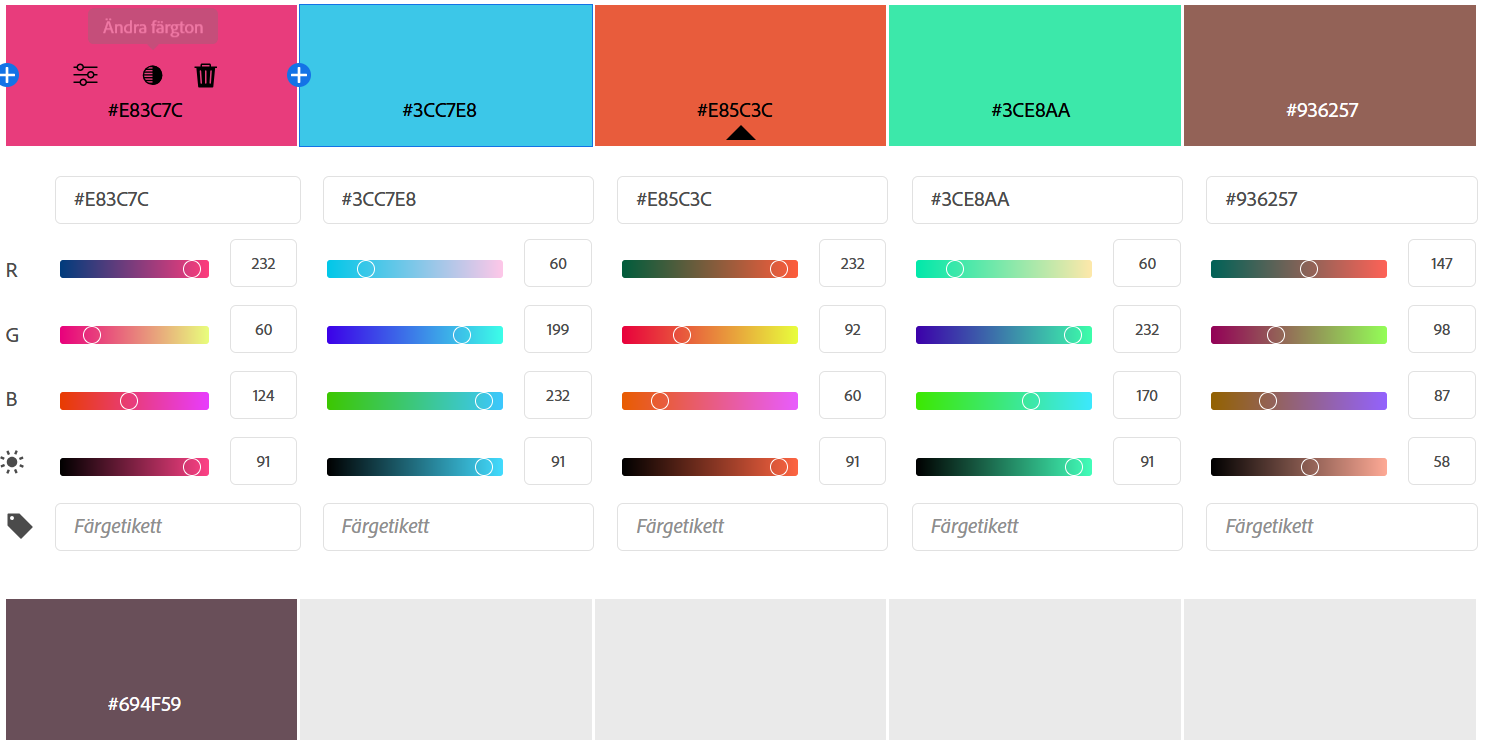 Ändra färgton
#E83C7C
#3CC7E8
#E85C3C
#3CE8AA
#936257
#E83C7C
#3CC7E8
#E85C3C
#3CE8AA
#936257
R
232
60
232
60
147
G
60
199
92
232
98
B
124
232
60
170
87
91
91
91
91
58
Färgetikett
Färgetikett
Färgetikett
Färgetikett
Färgetikett
#694F59